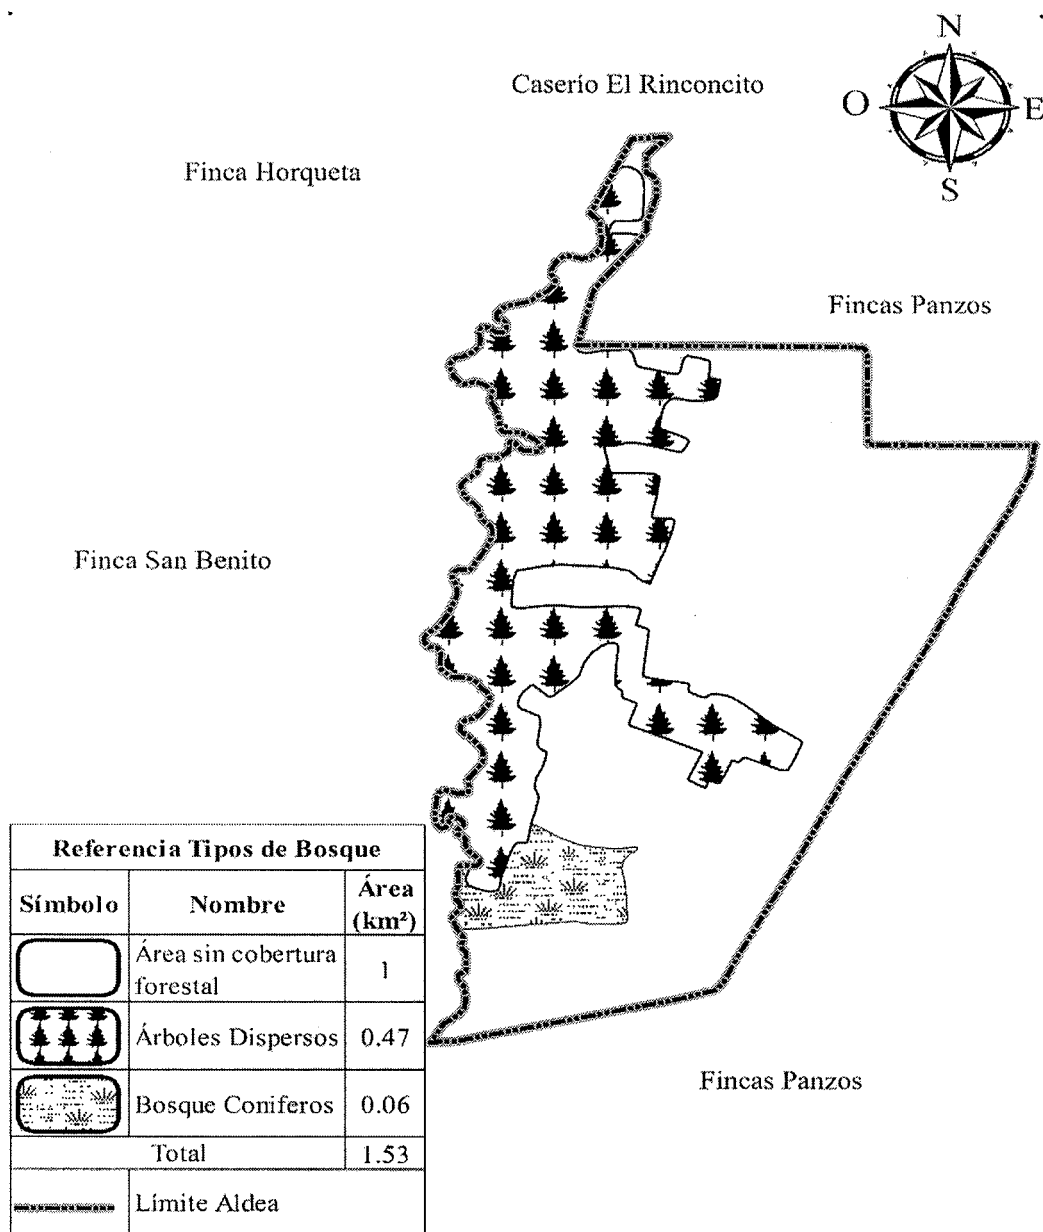 N
Caserío El Rinconcito
O
E
Finca Horqueta
S
Fincas Panzos
Finca San Benito
Referencia Tipos de Bosque
Símbolo Nombre Área
(km²)
Área sin cobertura
forestal
1
Árboles Dispersos 0.47
Bosque Coniferos 0.06
Total 1.53
Límite Aldea
Fincas Panzos